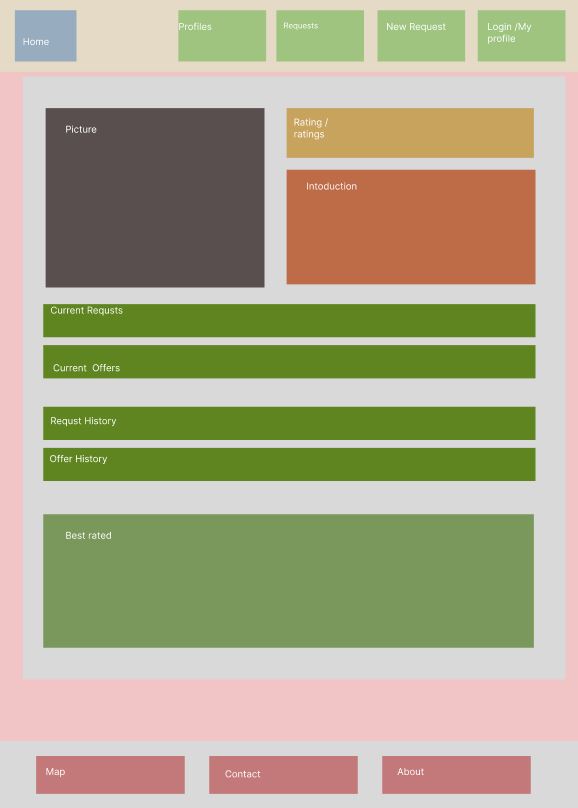 Home
Profiles
Requests
New Request
Login /My
profile
Picture
Rating /
ratings
Intoduction
Current Requsts
Current  Offers
Requst History
Offer History
Best rated
Map
Contact
About